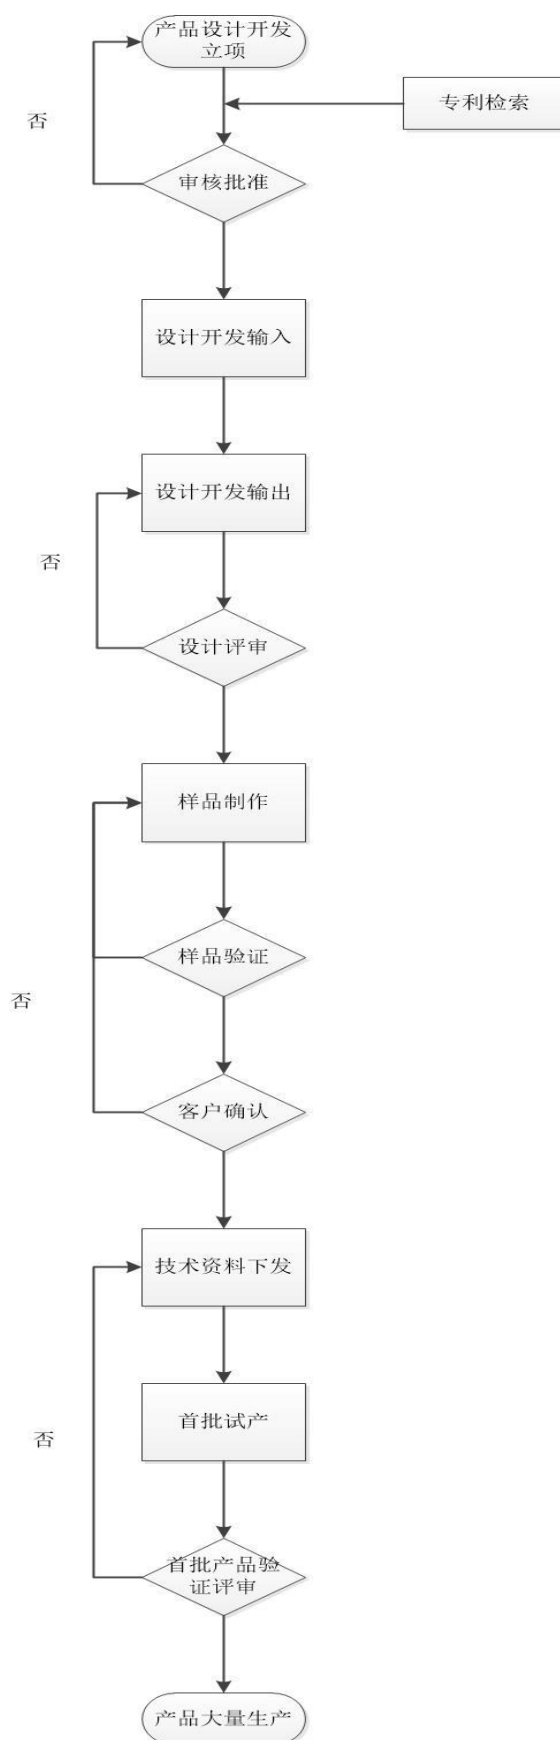 产品设计开发
立项
专利检索
否
审核批准
设计开发输入
设计开发输出
否
设计评审
样品制作
样品验证
否
客户确认
技术资料下发
首批试产
否
首批产品验
证评审
产品大量生产